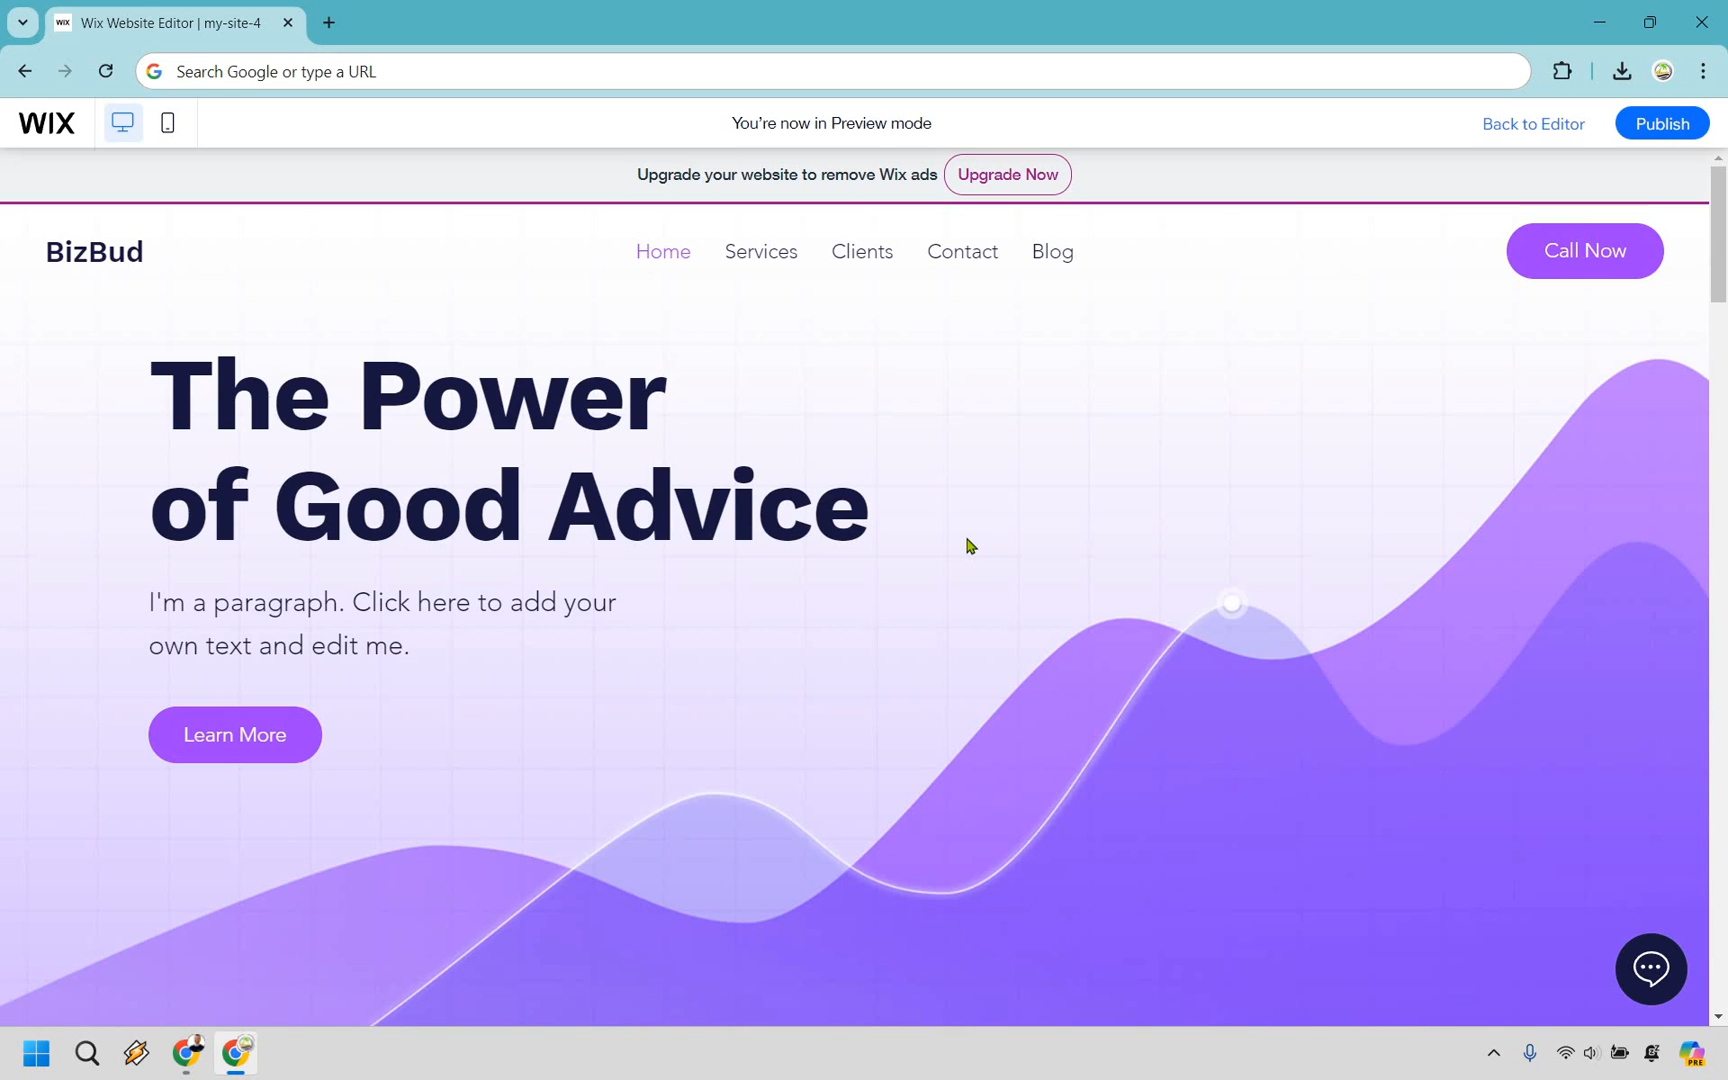 WIX Wix Website Editor | my-site-4
Search Google or type a URL
WIX
You're now in Preview mode
Back to Editor
Publish
Upgrade your website to remove Wix ads
Upgrade Now
BizBud
Home Services Clients Contact Blog
Call Now
The Power
of Good Advice
I'm a paragraph. Click here to add your
own text and edit me.
Learn More
PRE